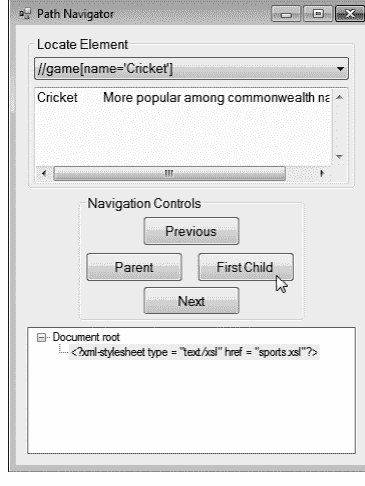 Path Navigator
Locate Element
//game[name='Cricket']
Cricket More popular among commonwealth na
Navigation Controls
Previous
Parent First Child
Next
Document root
<?xml-stylesheet type = "text/xsl" href = "sports.xsl"?>